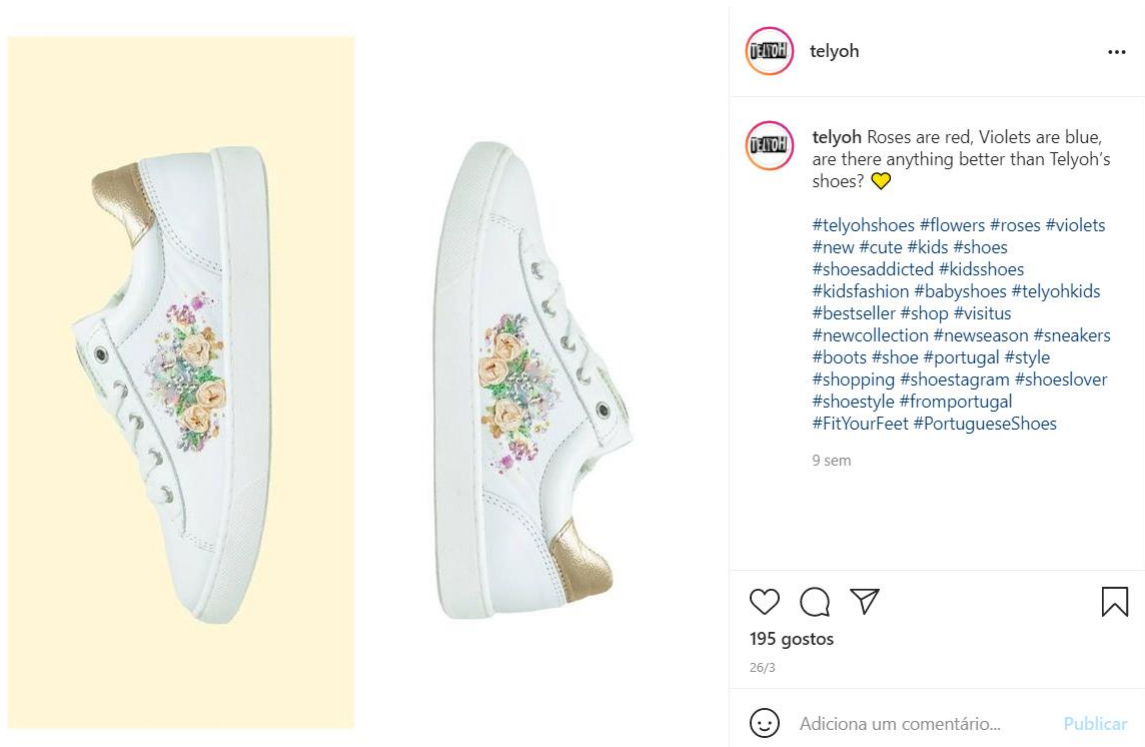 TELYOH
telyoh
TELYOH
telyoh Roses are red, Violets are blue,
are there anything better than Telyoh's
shoes? 💛
#telyohshoes #flowers #roses #violets
#new #cute #kids #shoes
#shoesaddicted #kidsshoes
#kidsfashion #babyshoes #telyohkids
#bestseller #shop #visitus
#newcollection #newseason #sneakers
#boots #shoe #portugal #style
#shopping #shoestagram #shoeslover
#shoestyle #fromportugal
#FitYourFeet #PortugueseShoes
9 sem
195 gostos
26/3
Adiciona um comentário... Publicar